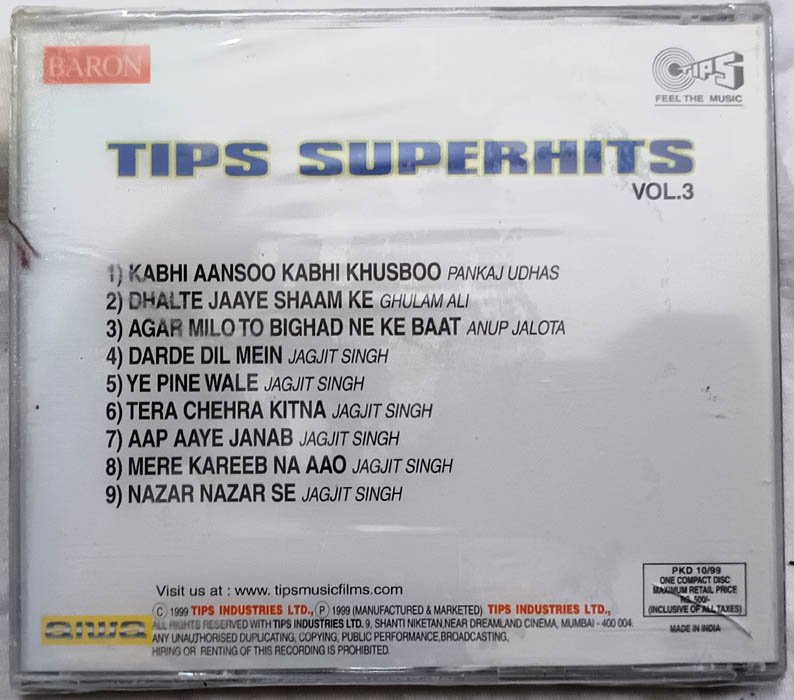 BARON
TIPS
FEEL THE MUSIC
TIPS SUPERHITS
VOL.3
1) KABHI AANSOO KABHI KHUSBOO PANKAJ UDHAS
2) DHALTE JAAYE SHAAM KE GHULAM ALI
3) AGAR MILO TO BIGHAD NE KE BAAT ANUP JALOTA
4) DARDE DIL MEIN JAGJIT SINGH
5) YE PINE WALE JAGJIT SINGH
6) TERA CHEHRA KITNA JAGJIT SINGH
7) AAP AAYE JANAB JAGJIT SINGH
8) MERE KAREEB NA AAO JAGJIT SINGH
9) NAZAR NAZAR SE JAGJIT SINGH
Visit us at : www. tipsmusicfilms.com
aiwa
© 1999 TIPS INDUSTRIES LTD., Ⓟ 1999 (MANUFACTURED & MARKETED) TIPS INDUSTRIES LTD.,
ALL RIGHTS RESERVED WITH TIPS INDUSTRIES LTD. 9, SHANTI NIKETAN,NEAR DREAMLAND CINEMA, MUMBAI - 400 004.
ANY UNAUTHORISED DUPLICATING, COPYING, PUBLIC PERFORMANCE,BROADCASTING,
HIRING OR RENTING OF THIS RECORDING IS PROHIBITED.
PKD 10/99
ONE COMPACT DISC
MAXIMUM RETAIL PRICE
RS. 500/-
(INCLUSIVE OF ALL TAXES)
MADE IN INDIA